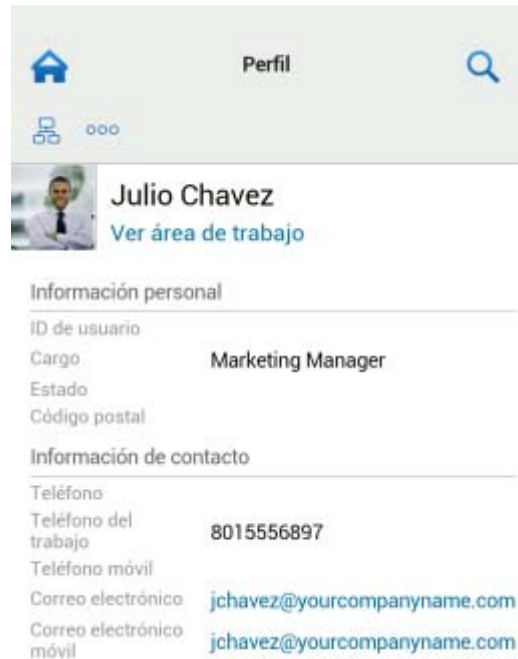 Perfil
Julio Chavez
Ver área de trabajo
Información personal
ID de usuario
Cargo Marketing Manager
Estado
Código postal
Información de contacto
Teléfono
Teléfono del
trabajo 8015556897
Teléfono móvil
Correo electrónico jchavez@yourcompanyname.com
Correo electrónico
móvil jchavez@yourcompanyname.com